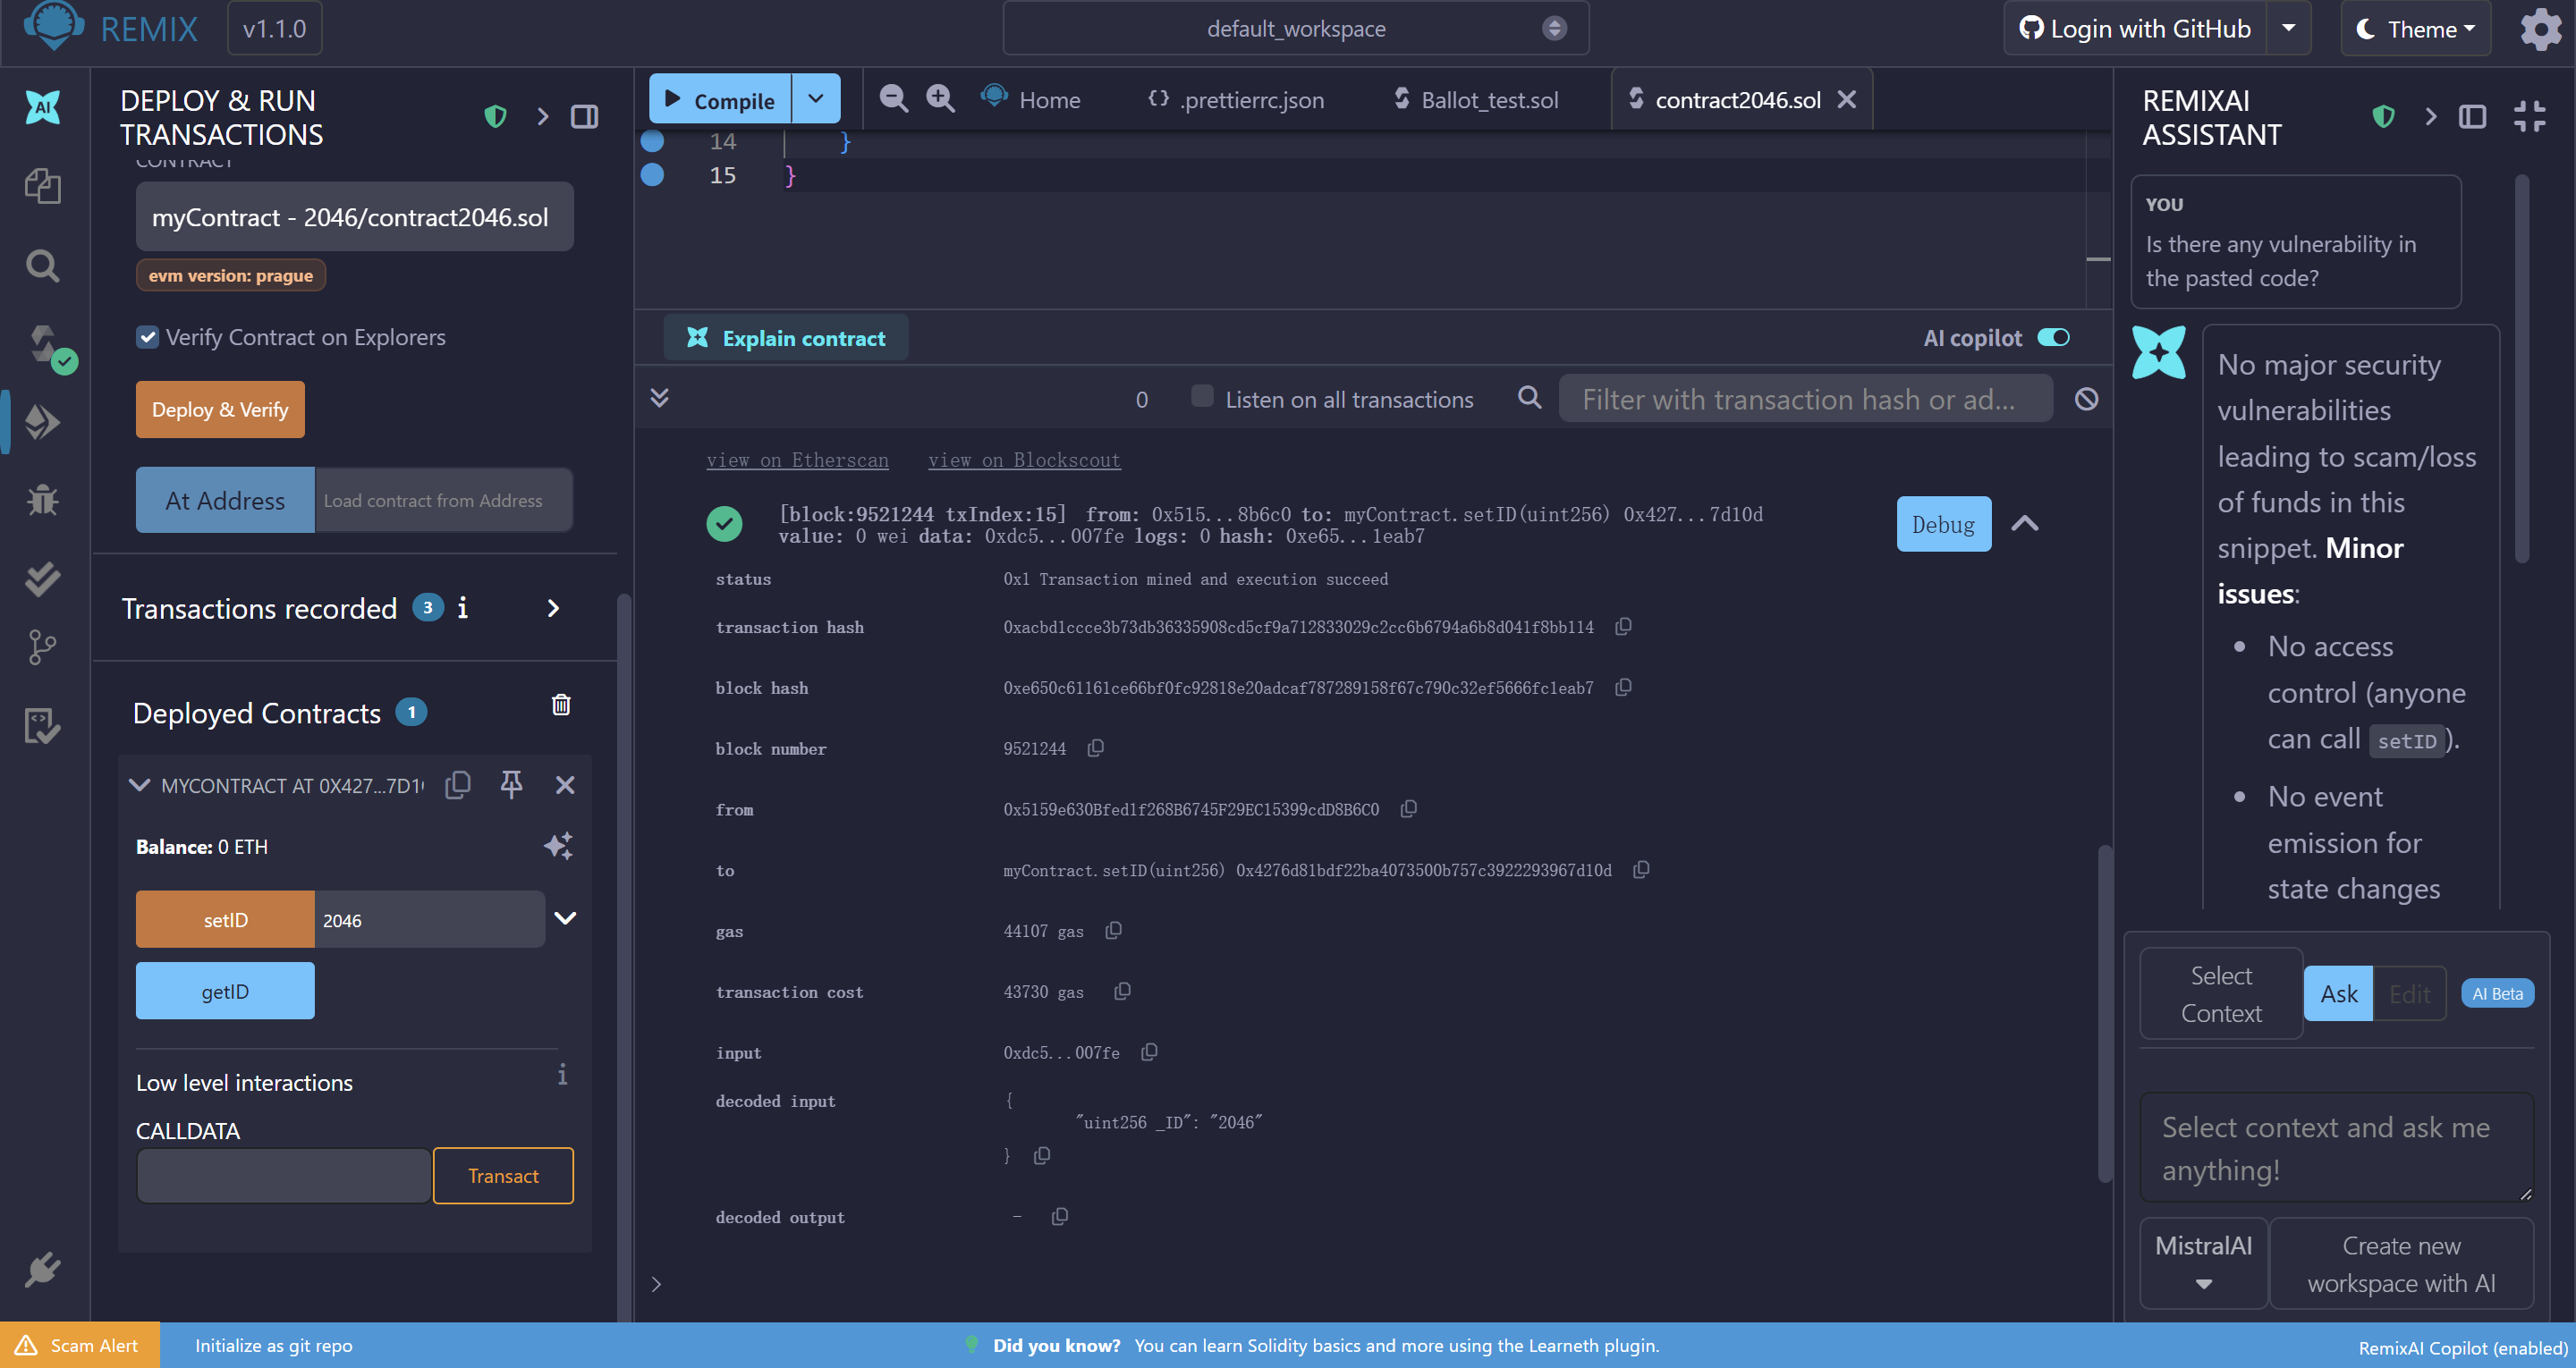 REMIX
v1.1.0
default_workspace
Login with GitHub
Theme
DEPLOY & RUN
TRANSACTIONS
CONTRACT
myContract - 2046/contract2046.sol
evm version: prague
Verify Contract on Explorers
Deploy & Verify
At Address
Load contract from Address
Transactions recorded 3 i
Deployed Contracts 1
MYCONTRACT AT 0X427...7D1
Balance: 0 ETH
setID
2046
getID
Low level interactions
i
CALLDATA
Transact
Compile
Home
{} .prettierrc.json
Ballot_test.sol
contract2046.sol
14 }
15 }
Explain contract
AI copilot
0
Listen on all transactions
Filter with transaction hash or ad...
view on Etherscan
view on Blockscout
[block:9521244 txIndex:15] from: 0x515...8b6c0 to: myContract.setID(uint256) 0x427...7d10d
value: 0 wei data: 0xdc5...007fe logs: 0 hash: 0xe65...1eab7
Debug
status 0x1 Transaction mined and execution succeed
transaction hash 0xacbd1ccce3b73db36335908cd5cf9a712833029c2cc6b6794a6b8d041f8bb114
block hash 0xe650c61161ce66bf0fc92818e20adcaf787289158f67c790c32ef5666fc1eab7
block number 9521244
from 0x5159e630Bfed1f268B6745F29EC15399cdD8B6C0
to myContract.setID(uint256) 0x4276d81bdf22ba4073500b757c3922293967d10d
gas 44107 gas
transaction cost 43730 gas
input 0xdc5...007fe
decoded input {
"uint256 _ID": "2046"
}
decoded output -
>
REMIXAI
ASSISTANT
YOU
Is there any vulnerability in
the pasted code?
No major security
vulnerabilities
leading to scam/loss
of funds in this
snippet. Minor
issues:
• No access
control (anyone
can call setID ).
• No event
emission for
state changes
Select
Context
Ask
Edit
AI Beta
Select context and ask me
anything!
MistralAI
Create new
workspace with AI
AI
Scam Alert
Initialize as git repo
Did you know? You can learn Solidity basics and more using the Learneth plugin.
RemixAI Copilot (enabled)